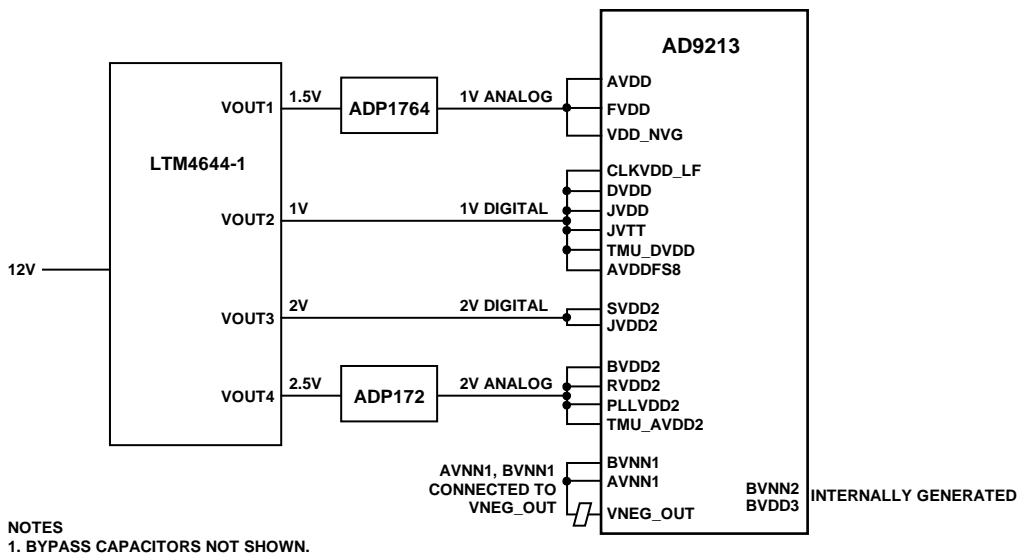 AD9213
LTM4644-1
12V
VOUT1
1.5V
ADP1764
1V ANALOG
AVDD
FVDD
VDD_NVG
VOUT2
1V
1V DIGITAL
CLKVDD_LF
DVDD
JVDD
JVTT
TMU_DVDD
AVDDFS8
VOUT3
2V
2V DIGITAL
SVDD2
JVDD2
VOUT4
2.5V
ADP172
2V ANALOG
BVDD2
RVDD2
PLLVDD2
TMU_AVDD2
AVNN1, BVNN1
CONNECTED TO
VNEG_OUT
BVNN1
AVNN1
VNEG_OUT
BVNN2
BVDD3
INTERNALLY GENERATED
NOTES
1. BYPASS CAPACITORS NOT SHOWN.